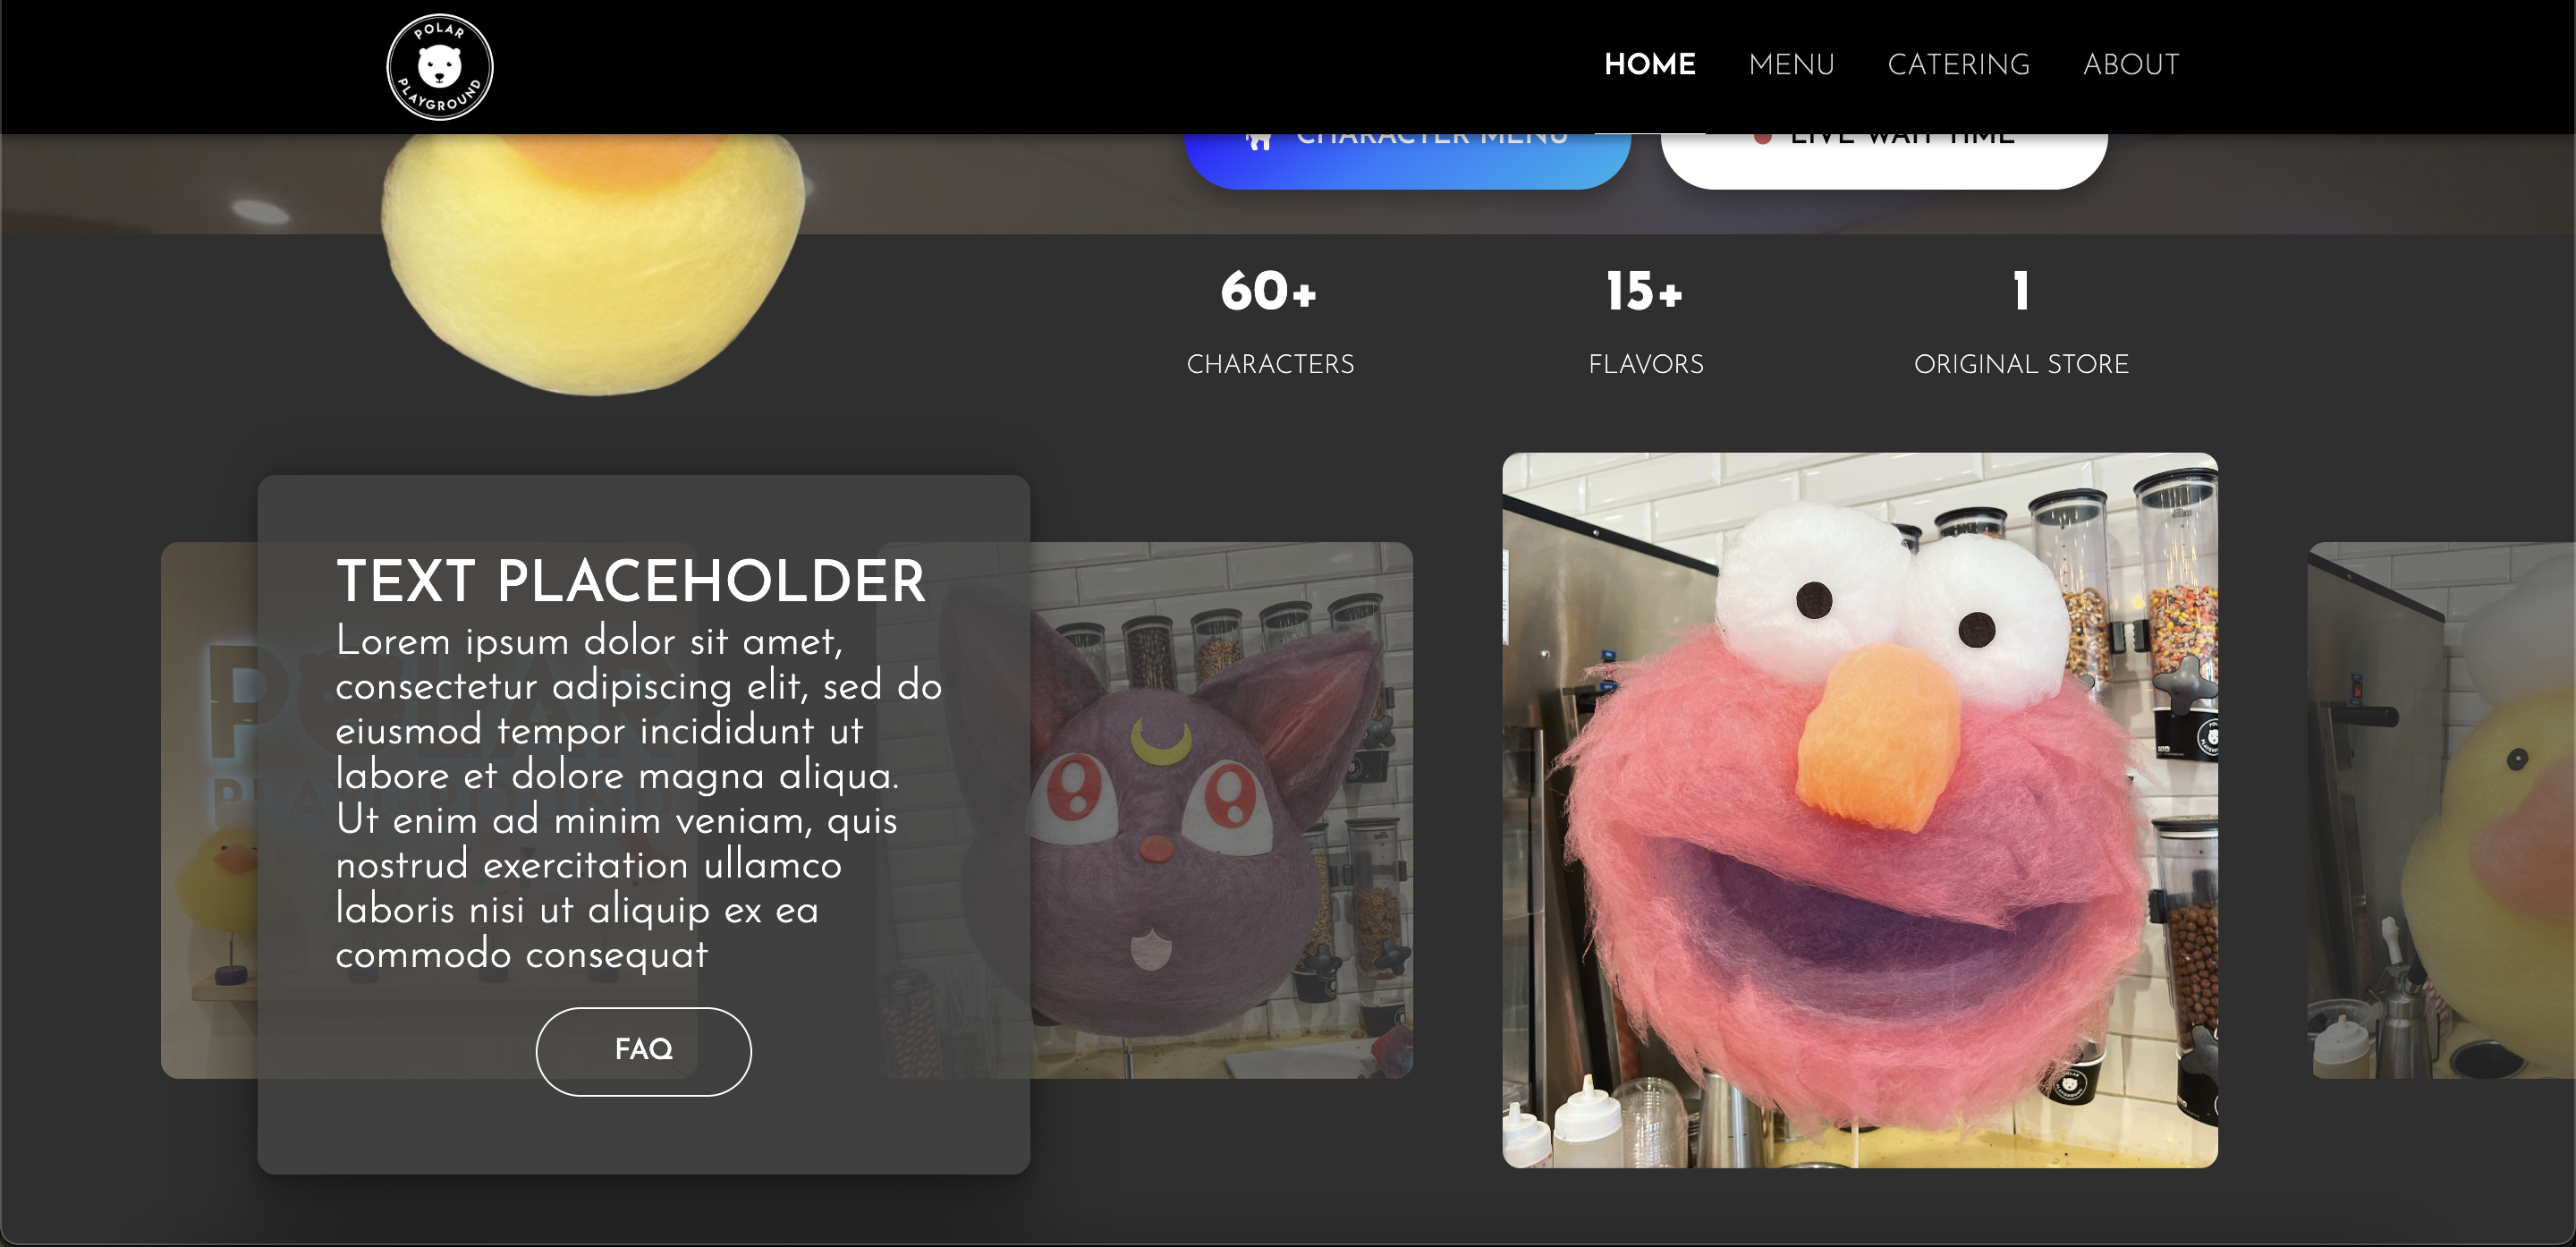 POLAR
PLAYGROUND
HOME
MENU
CATERING
ABOUT
CHARACTER MENU
LIVE WAIT TIME
60+
CHARACTERS
15+
FLAVORS
1
ORIGINAL STORE
TEXT PLACEHOLDER
Lorem ipsum dolor sit amet,
consectetur adipiscing elit, sed do
eiusmod tempor incididunt ut
labore et dolore magna aliqua.
Ut enim ad minim veniam, quis
nostrud exercitation ullamco
laboris nisi ut aliquip ex ea
commodo consequat
FAQ
POLAR
PLAYGROUND